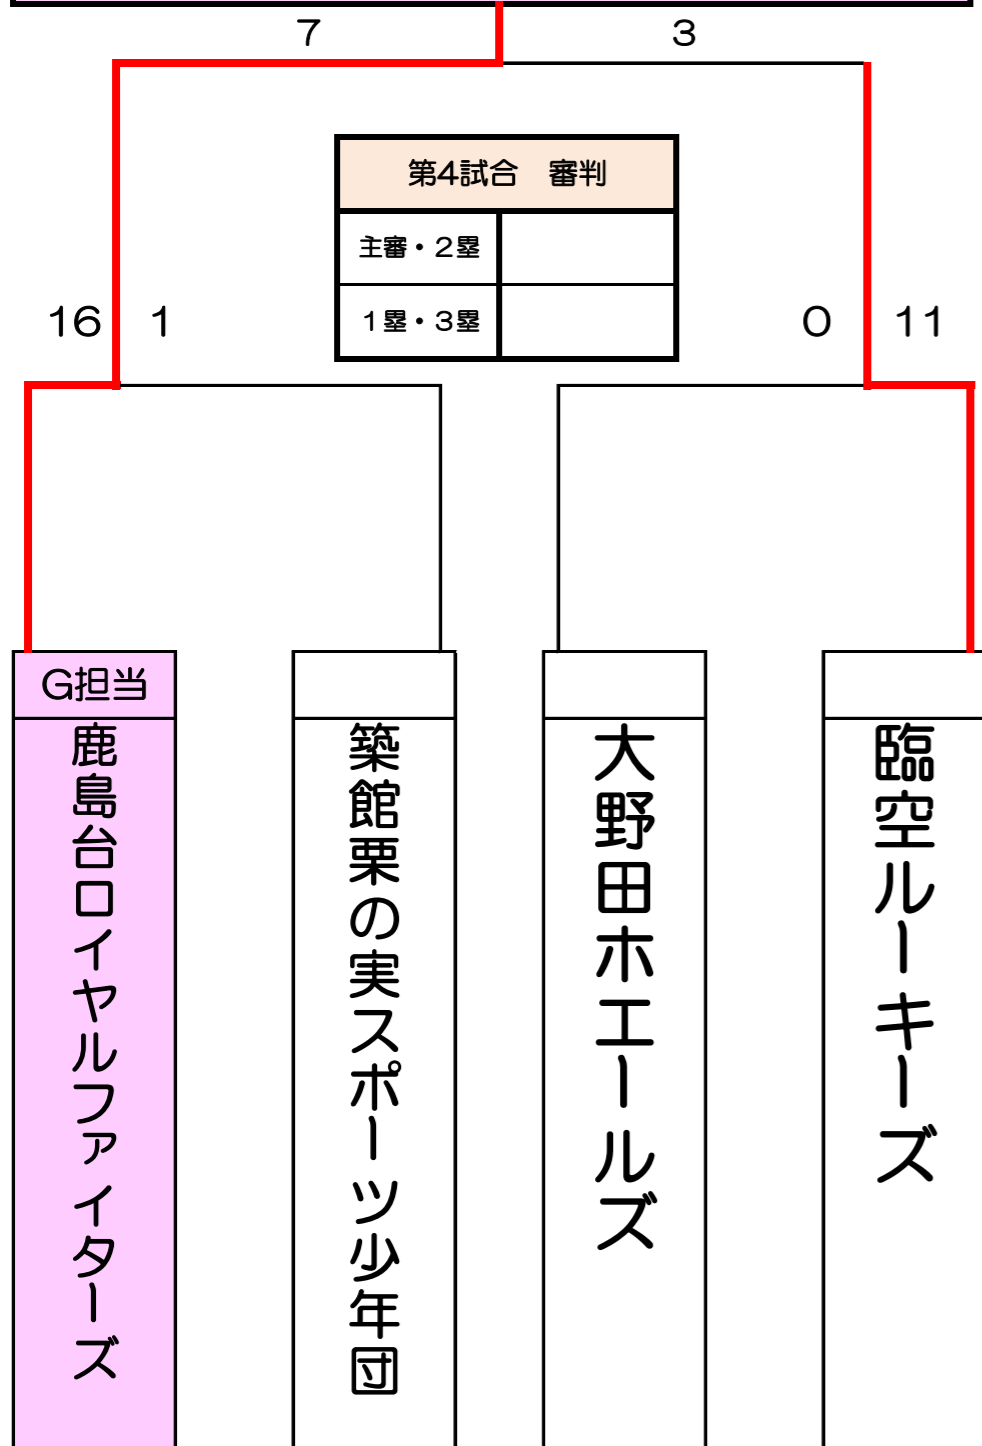 7
3
第4試合　審判
主審・２塁
１塁・３塁
16
1
0
11
G担当
鹿島台ロイヤルファイターズ
築館栗の実スポーツ少年団
大野田ホエールズ
臨空ルーキーズ